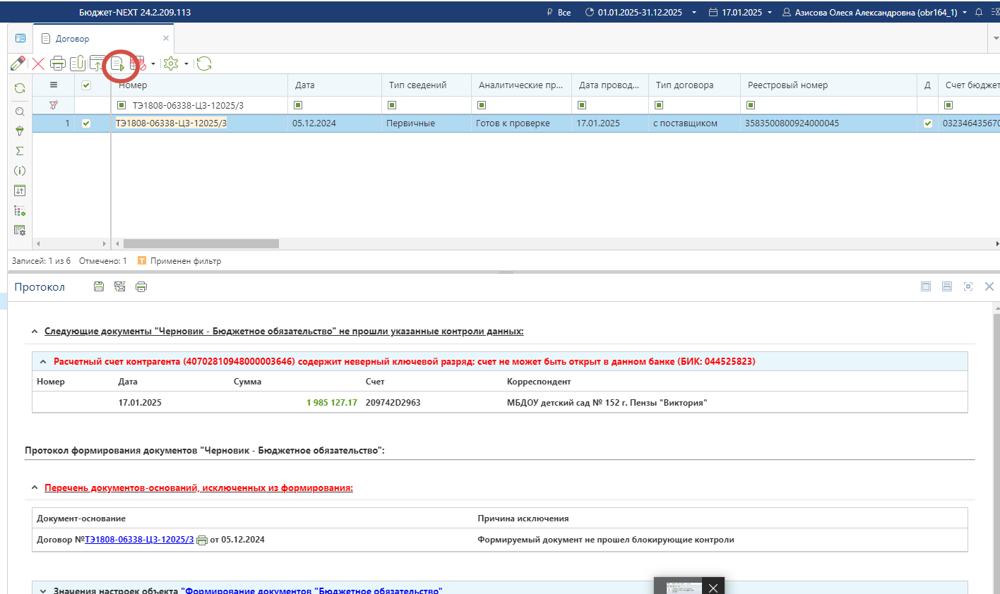 Бюджет-NEXT 24.2.209.113 ₽ Все 01.01.2025-31.12.2025 17.01.2025 Азисова Олеся Александровна (obr164_1)
Договор
Номер Дата Тип сведений Аналитические пр... Дата провод... Тип договора Реестровый номер Д Счет бюджет
ТЭ1808-06338-ЦЗ-12025/3
1 ТЭ1808-06338-ЦЗ-12025/3 05.12.2024 Первичные Готов к проверке 17.01.2025 с поставщиком 3583500800924000045 032346435670
Записей: 1 из 6 Отмечено: 1 Применен фильтр
Протокол
Следующие документы "Черновик - Бюджетное обязательство" не прошли указанные контроли данных:
Расчетный счет контрагента (40702810948000003646) содержит неверный ключевой разряд: счет не может быть открыт в данном банке (БИК: 044525823)
Номер Дата Сумма Счет Корреспондент
17.01.2025 1 985 127.17 209742D2963 МБДОУ детский сад № 152 г. Пензы "Виктория"
Протокол формирования документов "Черновик - Бюджетное обязательство":
Перечень документов-оснований, исключенных из формирования:
Документ-основание Причина исключения
Договор №ТЭ1808-06338-ЦЗ-12025/3 от 05.12.2024 Формируемый документ не прошел блокирующие контроли
Значения настроек объекта "Формирование документов "Бюджетное обязательство"